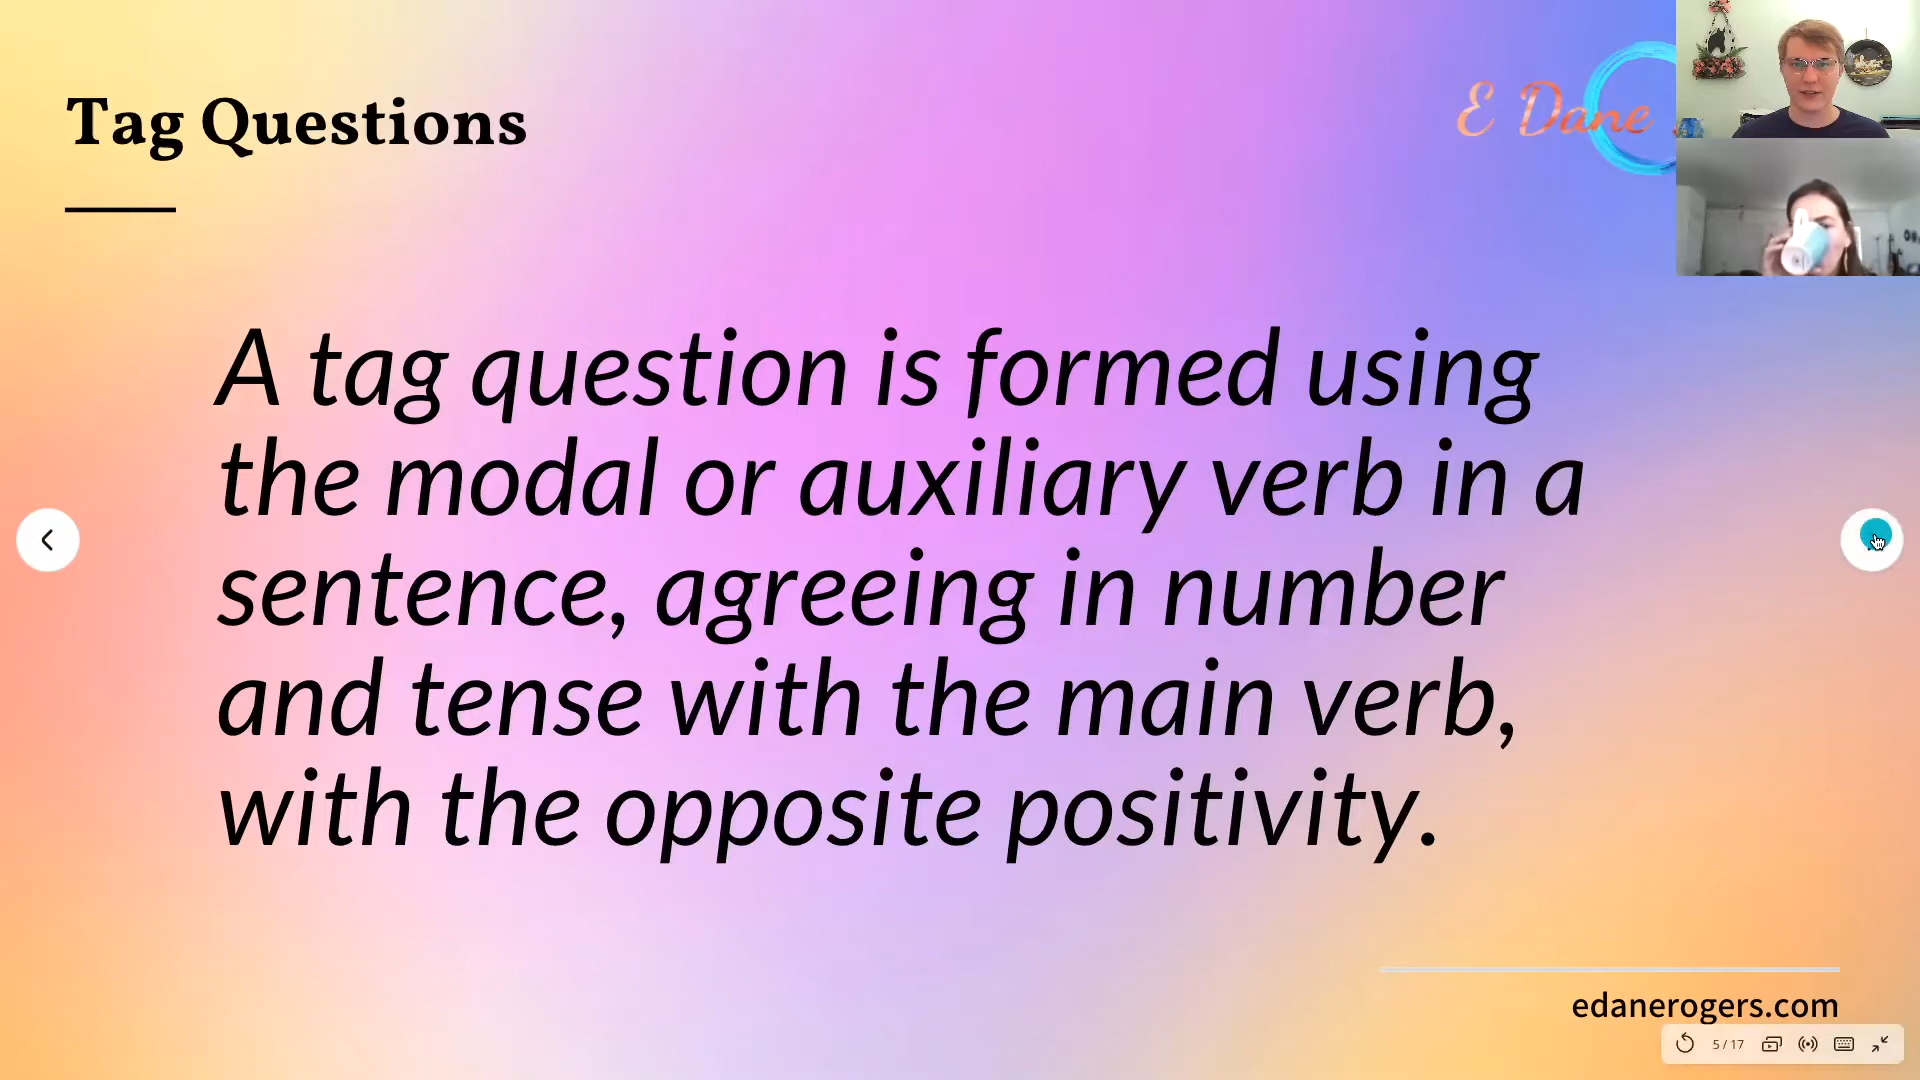 Tag Questions
E Dane
A tag question is formed using
the modal or auxiliary verb in a
sentence, agreeing in number
and tense with the main verb,
with the opposite positivity.
edanerogers.com
5 / 17